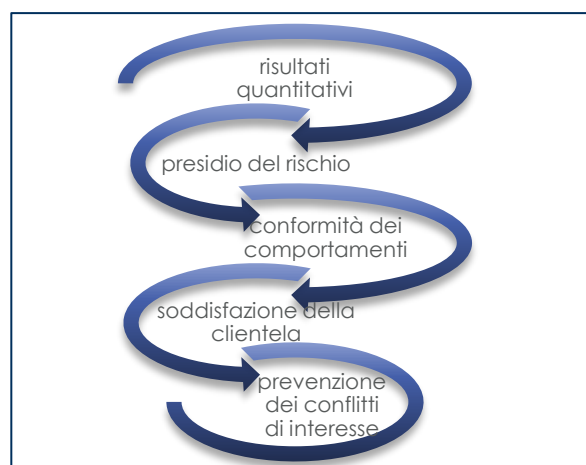 risultati
quantitativi
presidio del rischio
conformità dei
comportamenti
soddisfazione della
clientela
prevenzione
dei conflitti
di interesse